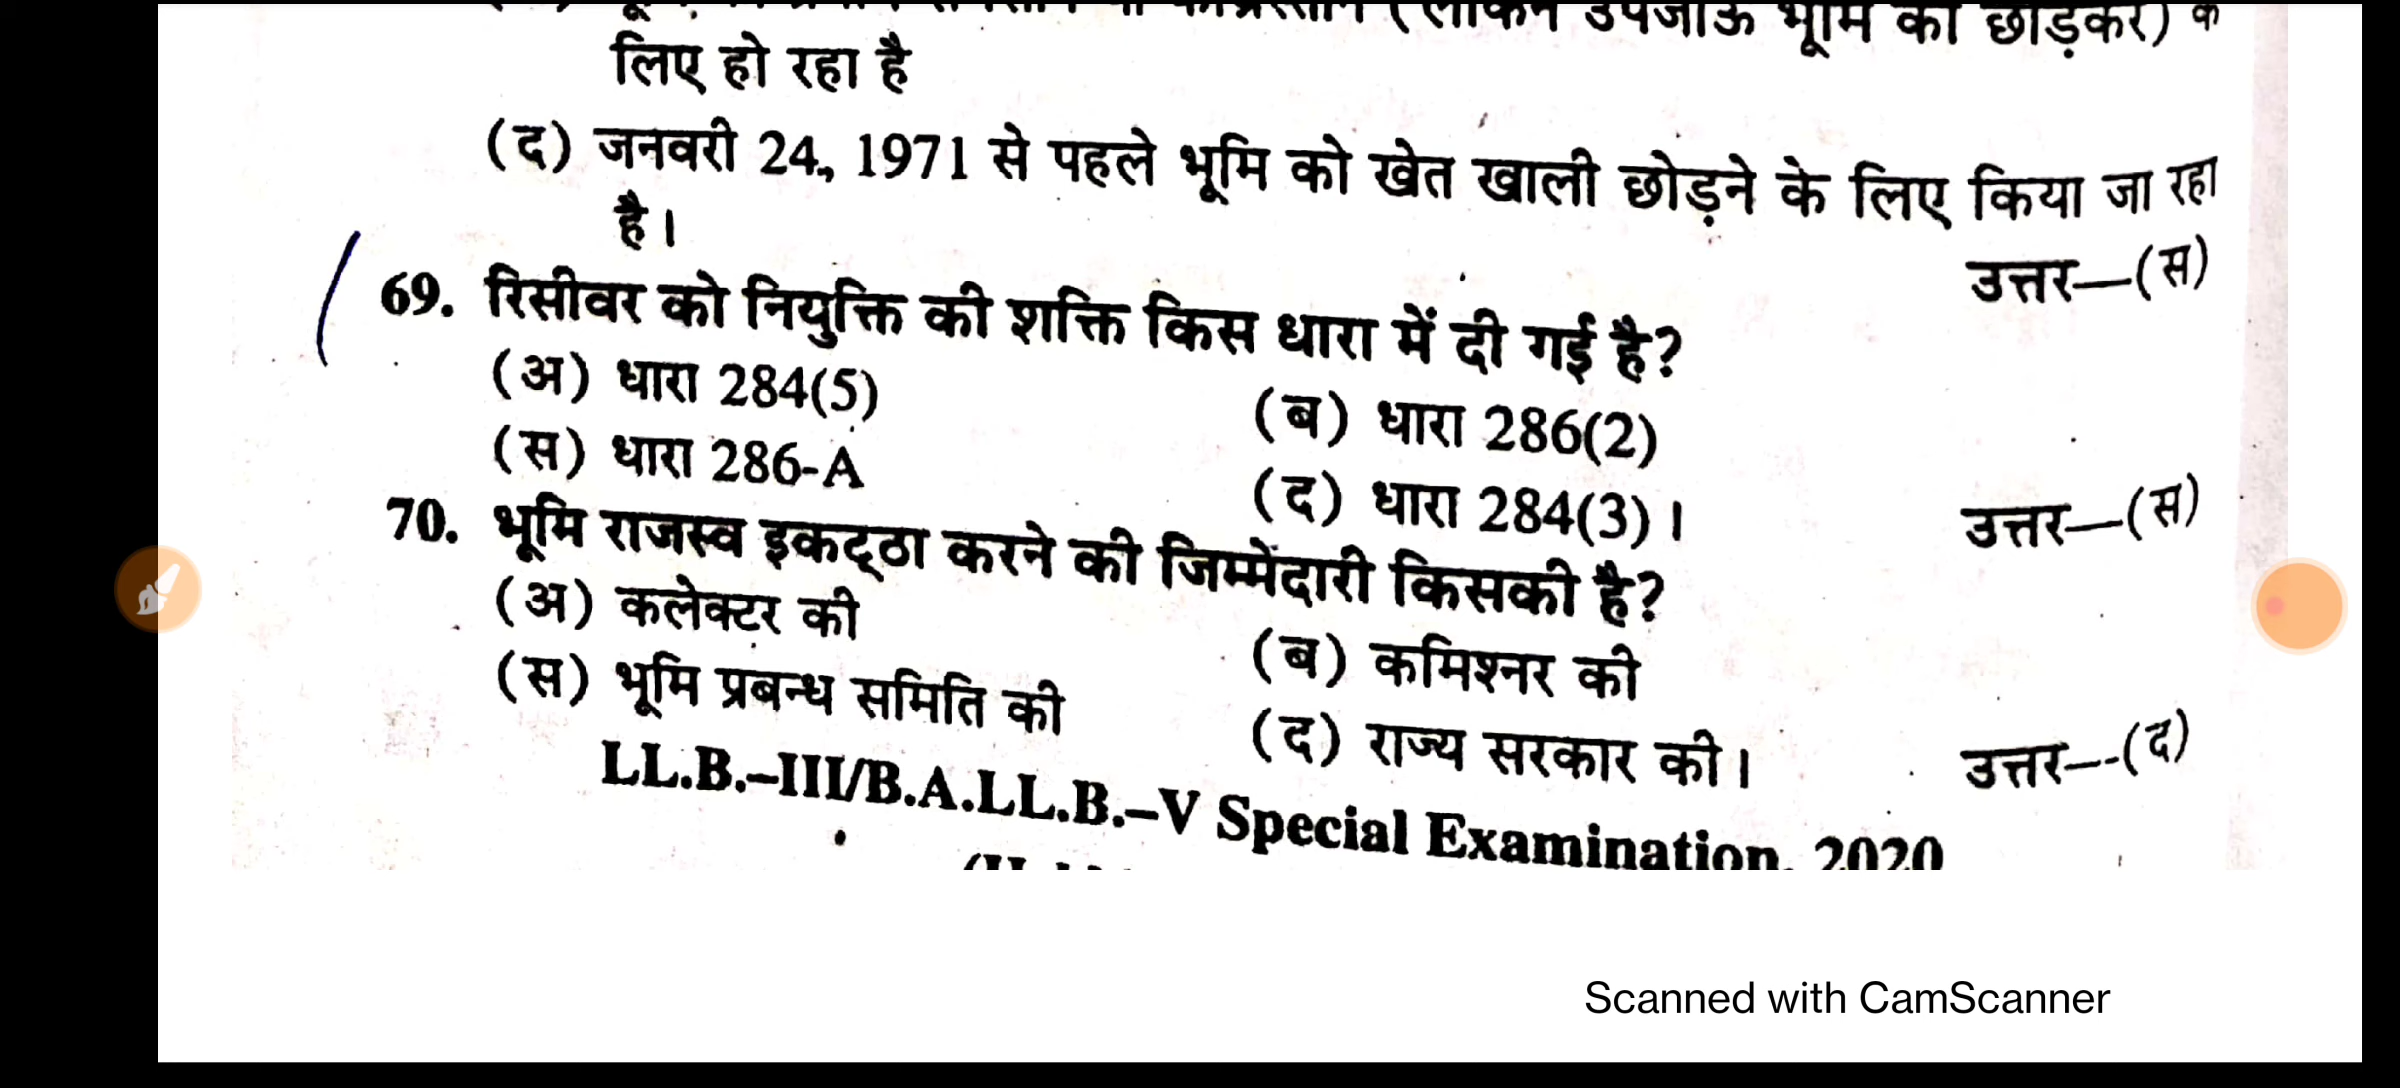 (लेकिन उपजाऊ भूमि को छोड़कर) के
लिए हो रहा है
(द) जनवरी 24, 1971 से पहले भूमि को खेत खाली छोड़ने के लिए किया जा रहा
है।
उत्तर—(स)
69. रिसीवर को नियुक्ति की शक्ति किस धारा में दी गई है?
(अ) धारा 284(5)
(ब) धारा 286(2)
(स) धारा 286-A
(द) धारा 284(3)।
उत्तर—(स)
70. भूमि राजस्व इकट्ठा करने की जिम्मेंदारी किसकी है?
(अ) कलेक्टर की
(ब) कमिश्नर की
(स) भूमि प्रबन्ध समिति की
(द) राज्य सरकार की।
उत्तर—(द)
LL.B.–III/B.A.LL.B.–V Special Examination, 2020
Scanned with CamScanner